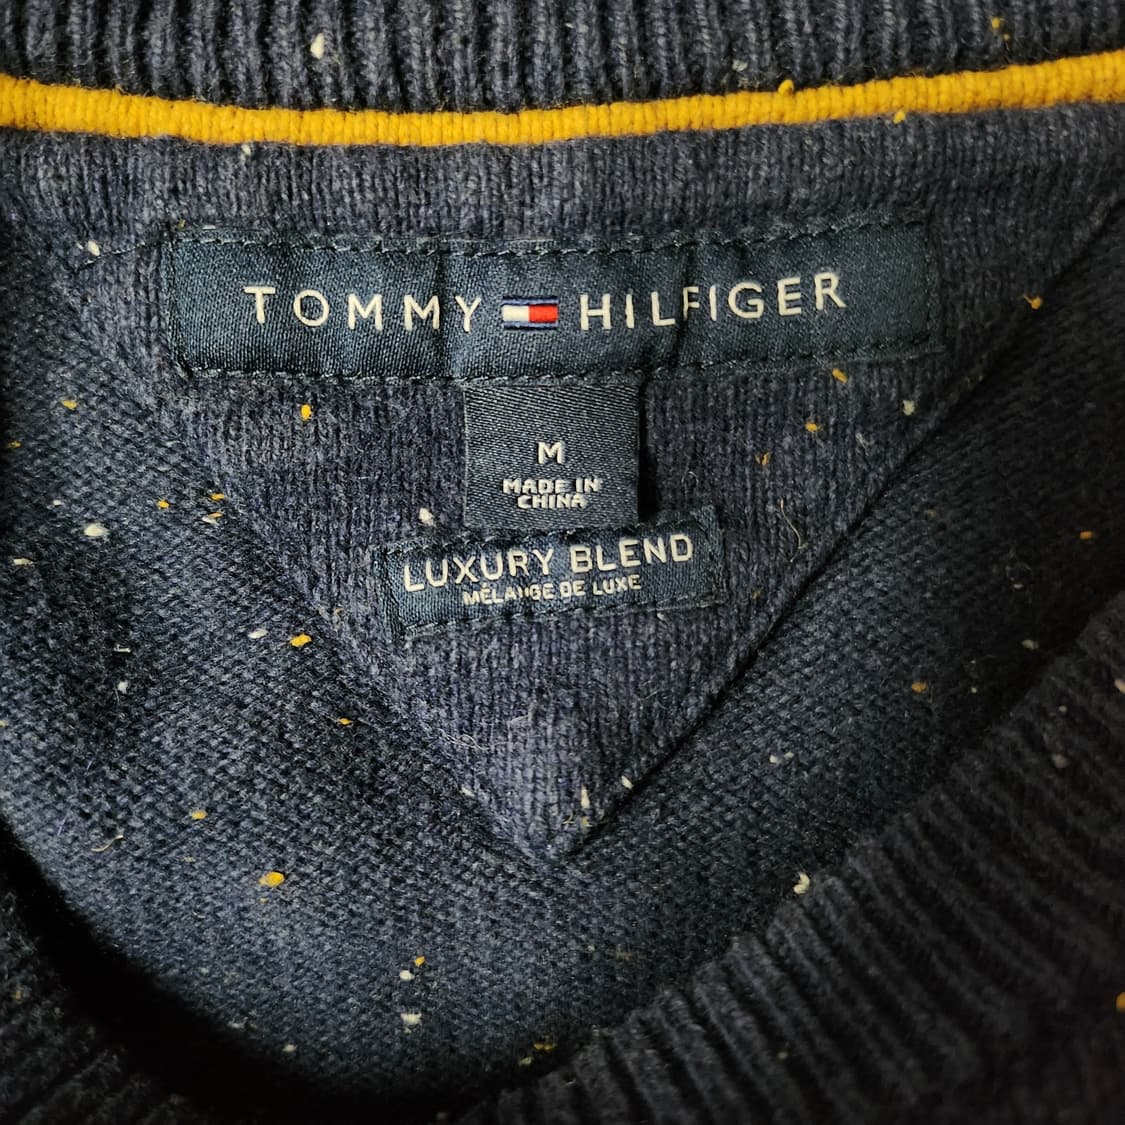 TOMMY HILFIGER
M
MADE IN
CHINA
LUXURY BLEND
MÉLANGE DE LUXE